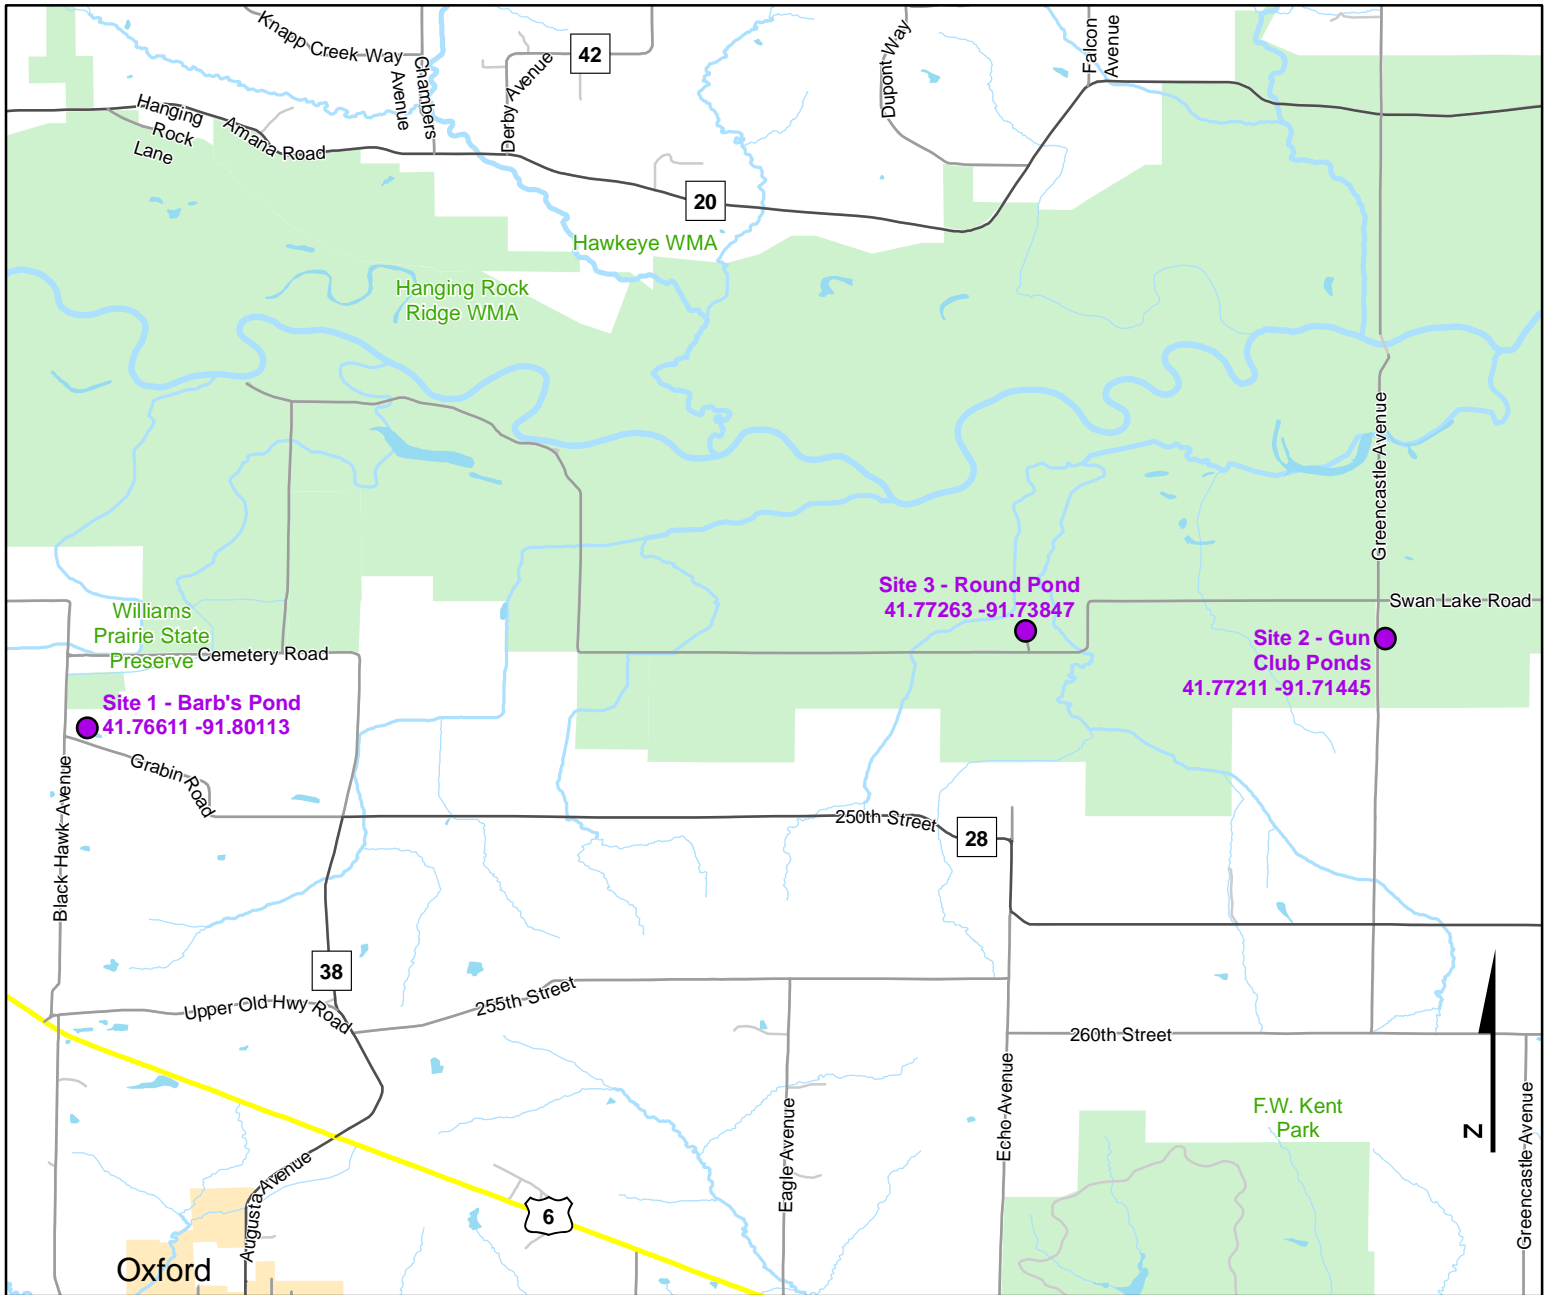 Knapp Creek Way
Chambers
Avenue
Derby Avenue
42
Dupont Way
Falcon
Avenue
Hanging
Rock
Lane
Amana Road
20
Hawkeye WMA
Hanging Rock
Ridge WMA
Greencastle Avenue
Site 3 - Round Pond
41.77263 -91.73847
Swan Lake Road
Williams
Prairie State
Preserve
Cemetery Road
Site 2 - Gun
Club Ponds
41.77211 -91.71445
Site 1 - Barb's Pond
41.76611 -91.80113
Grabin Road
Black Hawk Avenue
250th Street
28
38
Upper Old Hwy Road
255th Street
260th Street
Echo Avenue
Eagle Avenue
F.W. Kent
Park
N
Greencastle Avenue
Augusta Avenue
6
Oxford